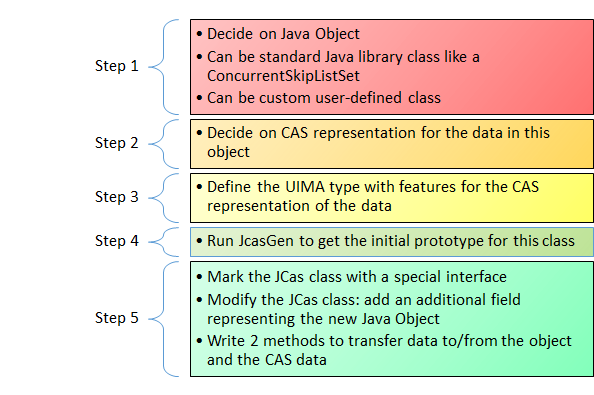 Step 1
• Decide on Java Object
• Can be standard Java library class like a
ConcurrentSkipListSet
• Can be custom user-defined class
Step 2
• Decide on CAS representation for the data in this
object
Step 3
• Define the UIMA type with features for the CAS
representation of the data
Step 4
• Run JcasGen to get the initial prototype for this class
Step 5
• Mark the JCas class with a special interface
• Modify the JCas class: add an additional field
representing the new Java Object
• Write 2 methods to transfer data to/from the object
and the CAS data